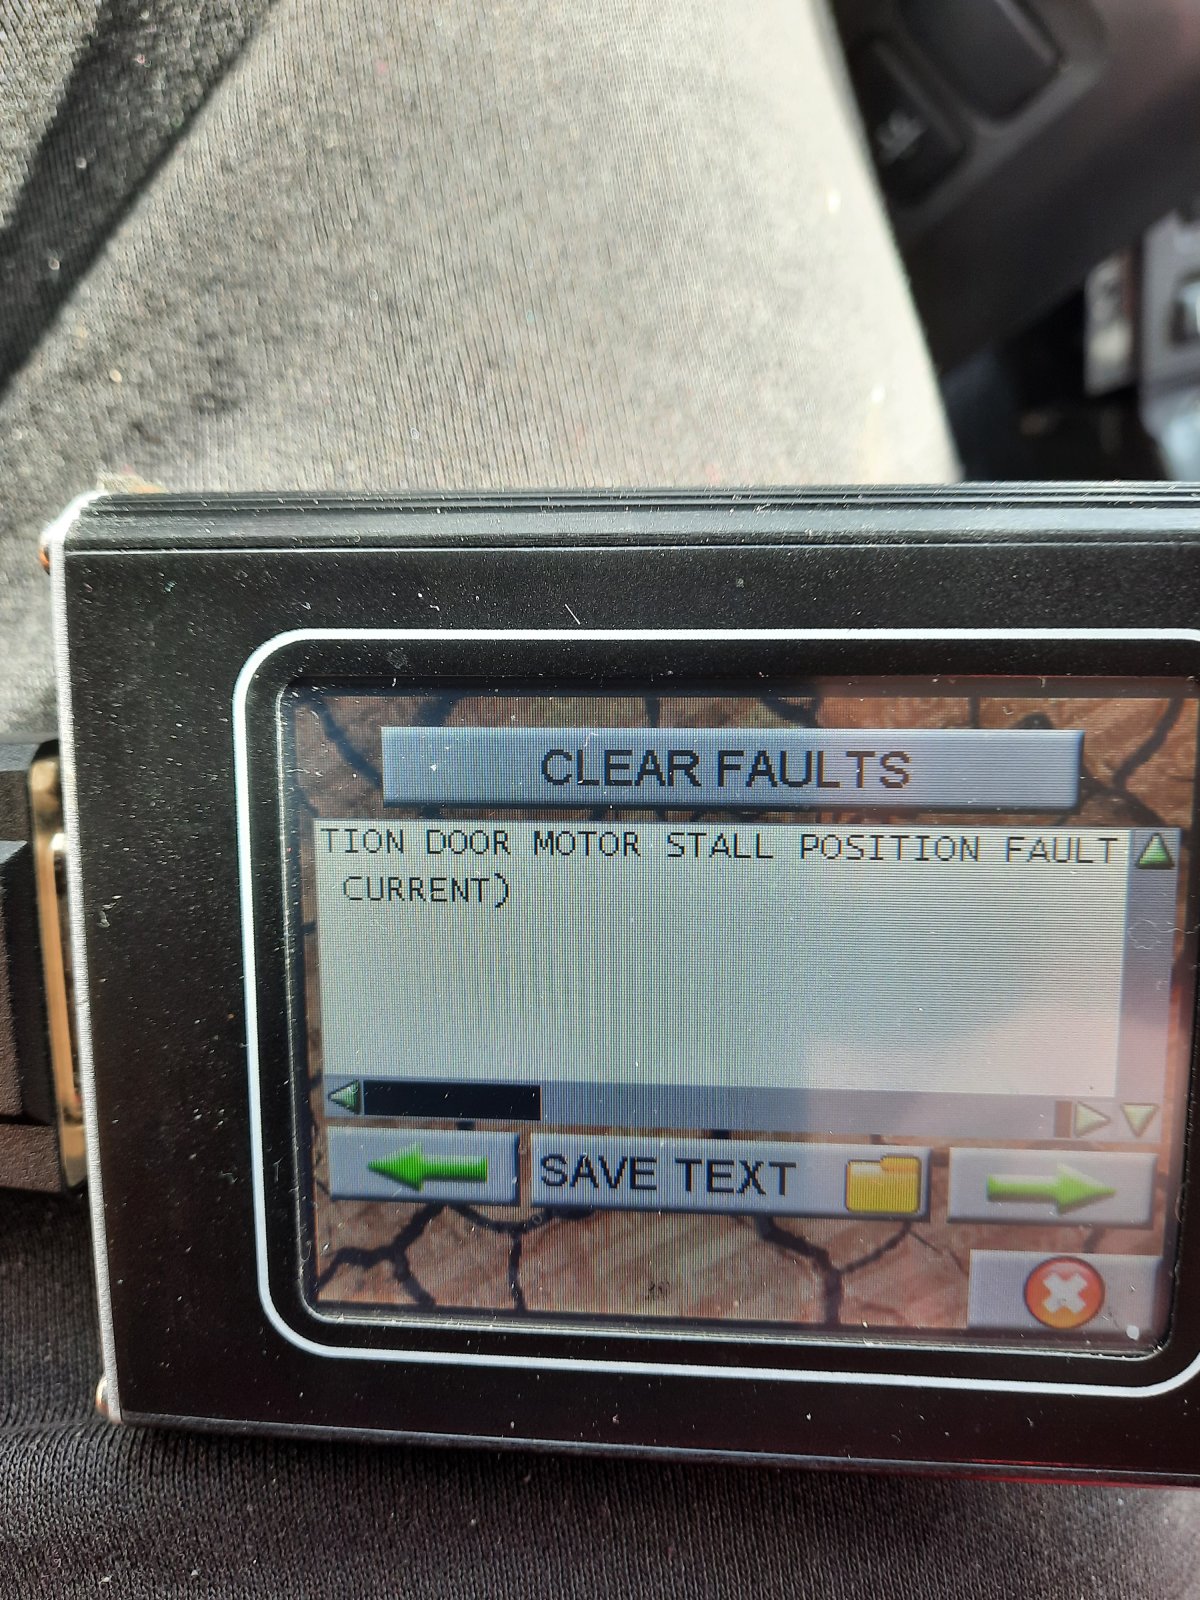 CLEAR FAULTS
TION DOOR MOTOR STALL POSITION FAULT
CURRENT)
SAVE TEXT